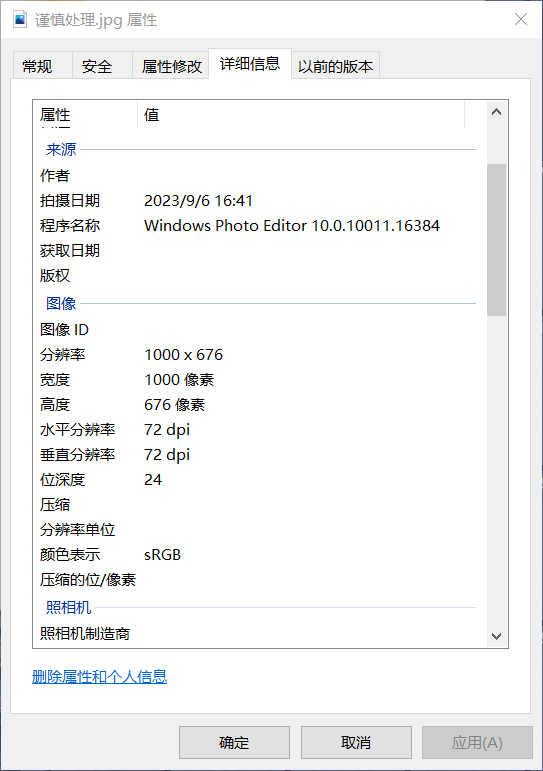 谨慎处理.jpg 属性
常规 安全 属性修改 详细信息 以前的版本
属性 值
来源
作者
拍摄日期 2023/9/6 16:41
程序名称 Windows Photo Editor 10.0.10011.16384
获取日期
版权
图像
图像 ID
分辨率 1000 x 676
宽度 1000 像素
高度 676 像素
水平分辨率 72 dpi
垂直分辨率 72 dpi
位深度 24
压缩
分辨率单位
颜色表示 sRGB
压缩的位/像素
照相机
照相机制造商
删除属性和个人信息
确定 取消 应用(A)